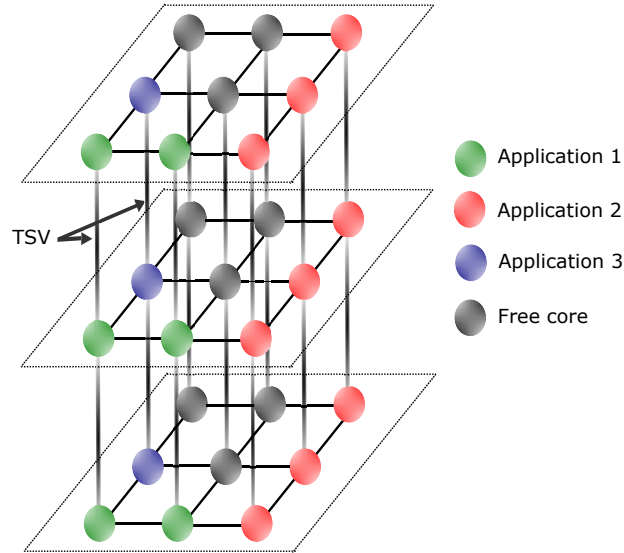 Application 1
Application 2
TSV
Application 3
Free core